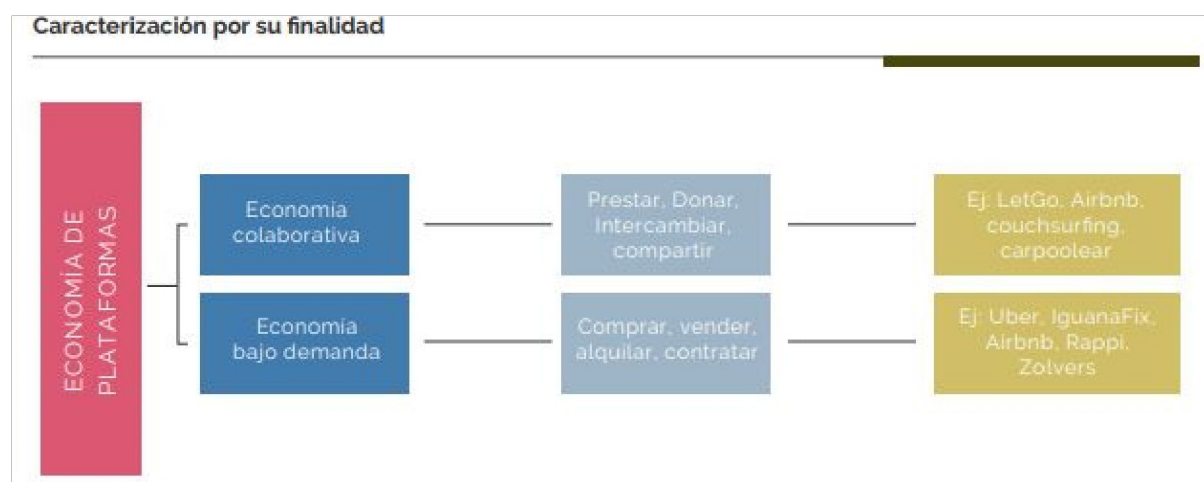 Caracterización por su finalidad
ECONOMÍA DE
PLATAFORMAS
Economía
colaborativa
Prestar, Donar,
Intercambiar,
compartir
Ej: LetGo, Airbnb,
couchsurfing,
carpoolear
Economía
bajo demanda
Comprar, vender,
alquilar, contratar
Ej: Uber, IguanaFix,
Airbnb, Rappi,
Zolvers